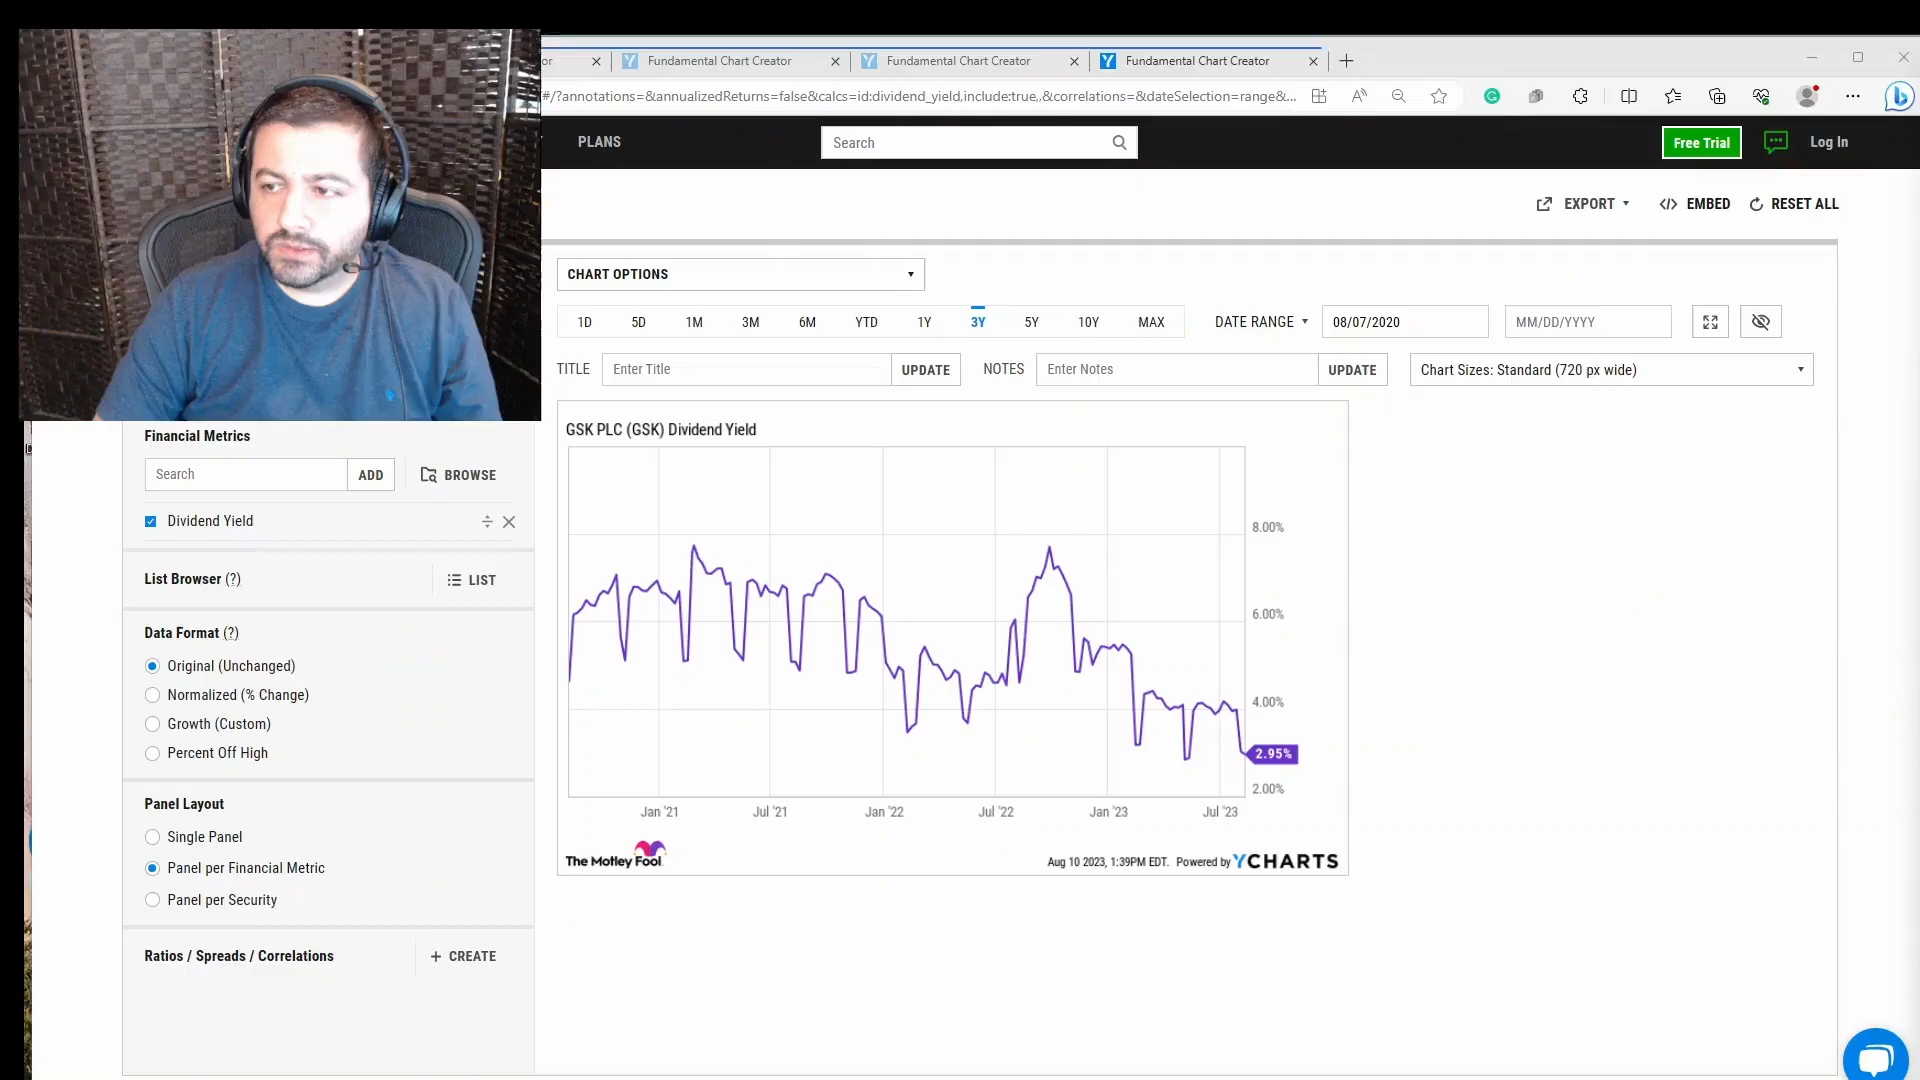 or
Fundamental Chart Creator
Fundamental Chart Creator
Fundamental Chart Creator
#/?annotations=&annualizedReturns=false&calcs=id:dividend_yield,include:true,,&correlations=&dateSelection=range&...
PLANS
Search
Free Trial
Log In
EXPORT
EMBED
RESET ALL
CHART OPTIONS
1D 5D 1M 3M 6M YTD 1Y 3Y 5Y 10Y MAX
DATE RANGE
08/07/2020
MM/DD/YYYY
TITLE
Enter Title
UPDATE
NOTES
Enter Notes
UPDATE
Chart Sizes: Standard (720 px wide)
Financial Metrics
Search
ADD
BROWSE
Dividend Yield
List Browser (?)
LIST
Data Format (?)
Original (Unchanged)
Normalized (% Change)
Growth (Custom)
Percent Off High
Panel Layout
Single Panel
Panel per Financial Metric
Panel per Security
Ratios / Spreads / Correlations
+ CREATE
GSK PLC (GSK) Dividend Yield
8.00%
6.00%
4.00%
2.95%
2.00%
Jan '21 Jul '21 Jan '22 Jul '22 Jan '23 Jul '23
The Motley Fool
Aug 10 2023, 1:39PM EDT. Powered by YCHARTS